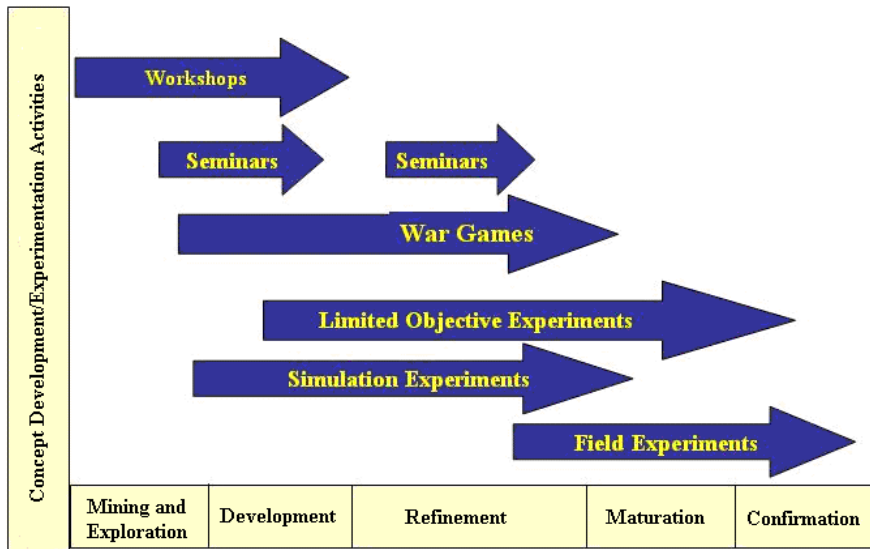 Concept Development/Experimentation Activities
Workshops
Seminars
Seminars
War Games
Limited Objective Experiments
Simulation Experiments
Field Experiments
Mining and
Exploration
Development
Refinement
Maturation
Confirmation